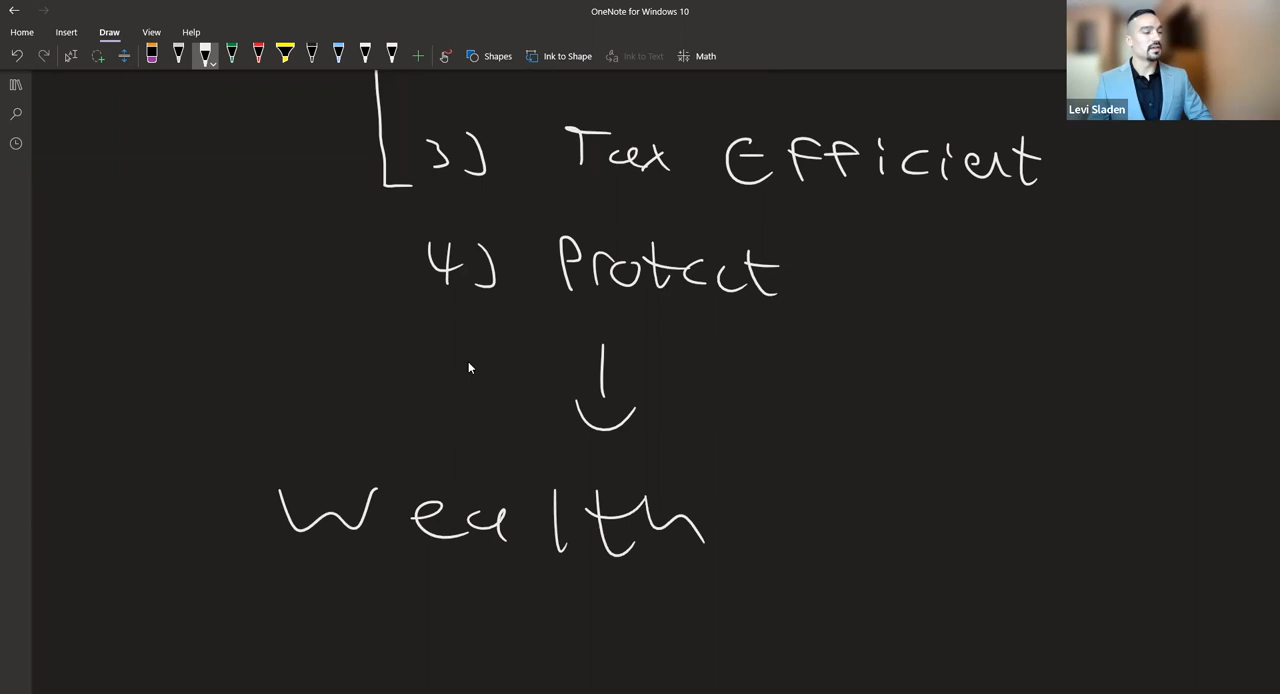 OneNote for Windows 10
Home Insert Draw View Help
Shapes Ink to Shape Ink to Text Math
Levi Sladen
3) Tax Efficient
4) Protect
Wealth